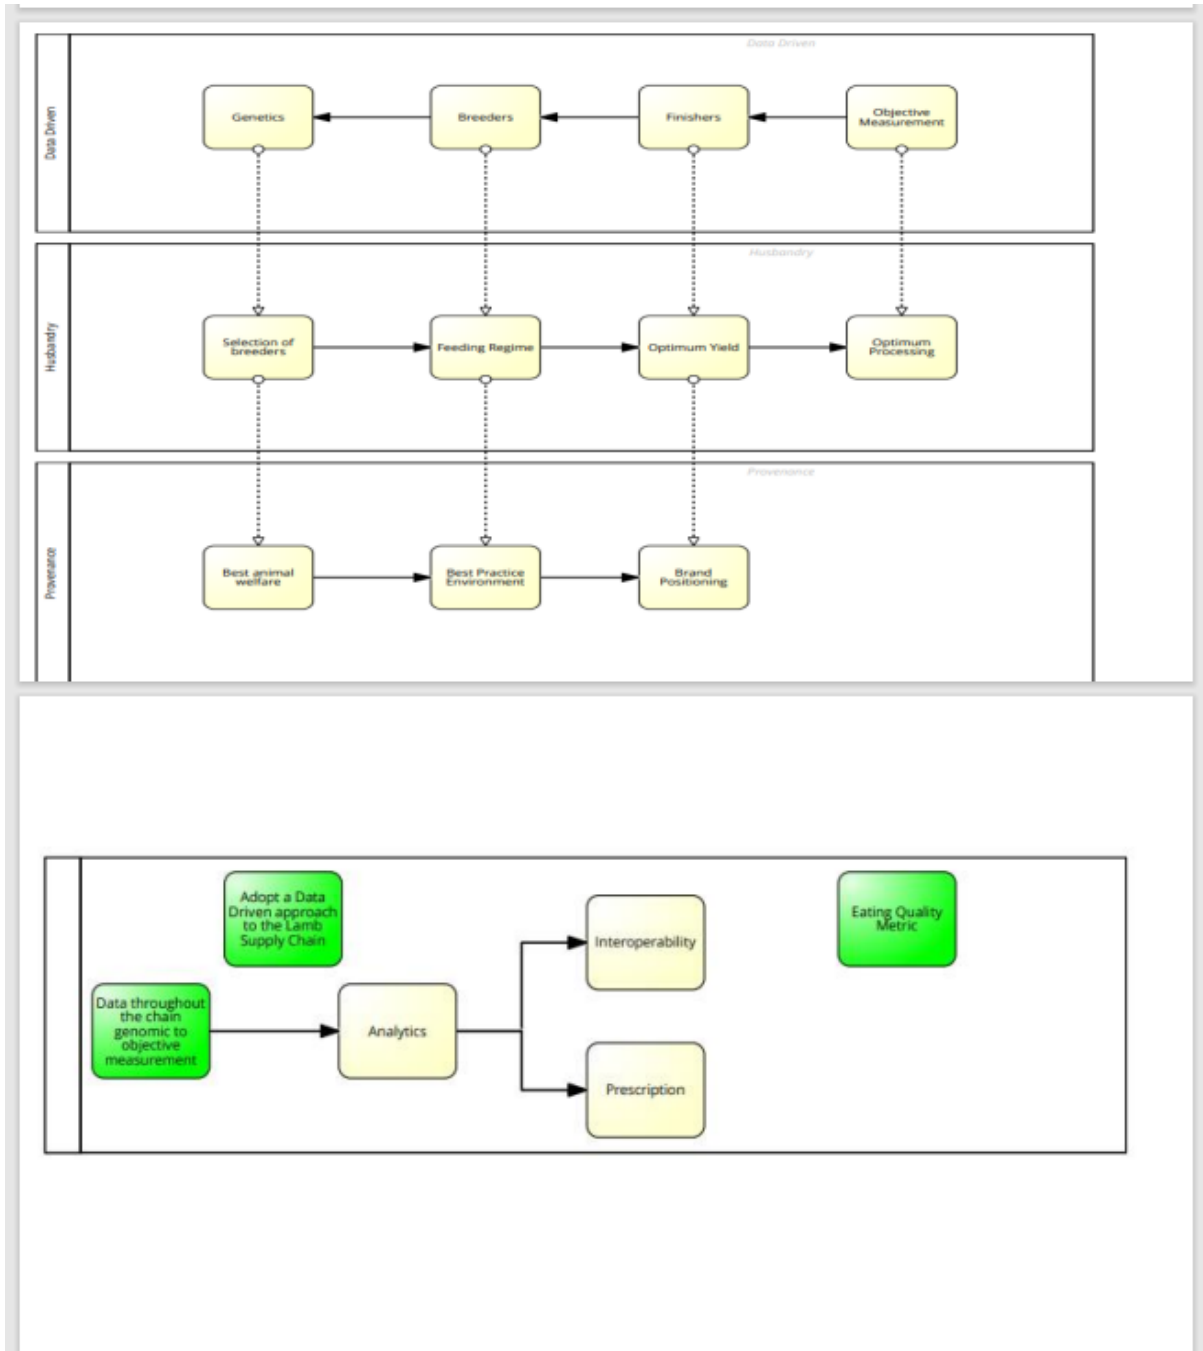 Data Driven
Data Driven
Genetics
Breeders
Finishers
Objective
Measurement
Husbandry
Husbandry
Selection of
breeders
Feeding Regime
Optimum Yield
Optimum
Processing
Provenance
Provenance
Best animal
welfare
Best Practice
Environment
Brand
Positioning
Adopt a Data
Driven approach
to the Lamb
Supply Chain
Eating Quality
Metric
Interoperability
Data throughout
the chain
genomic to
objective
measurement
Analytics
Prescription